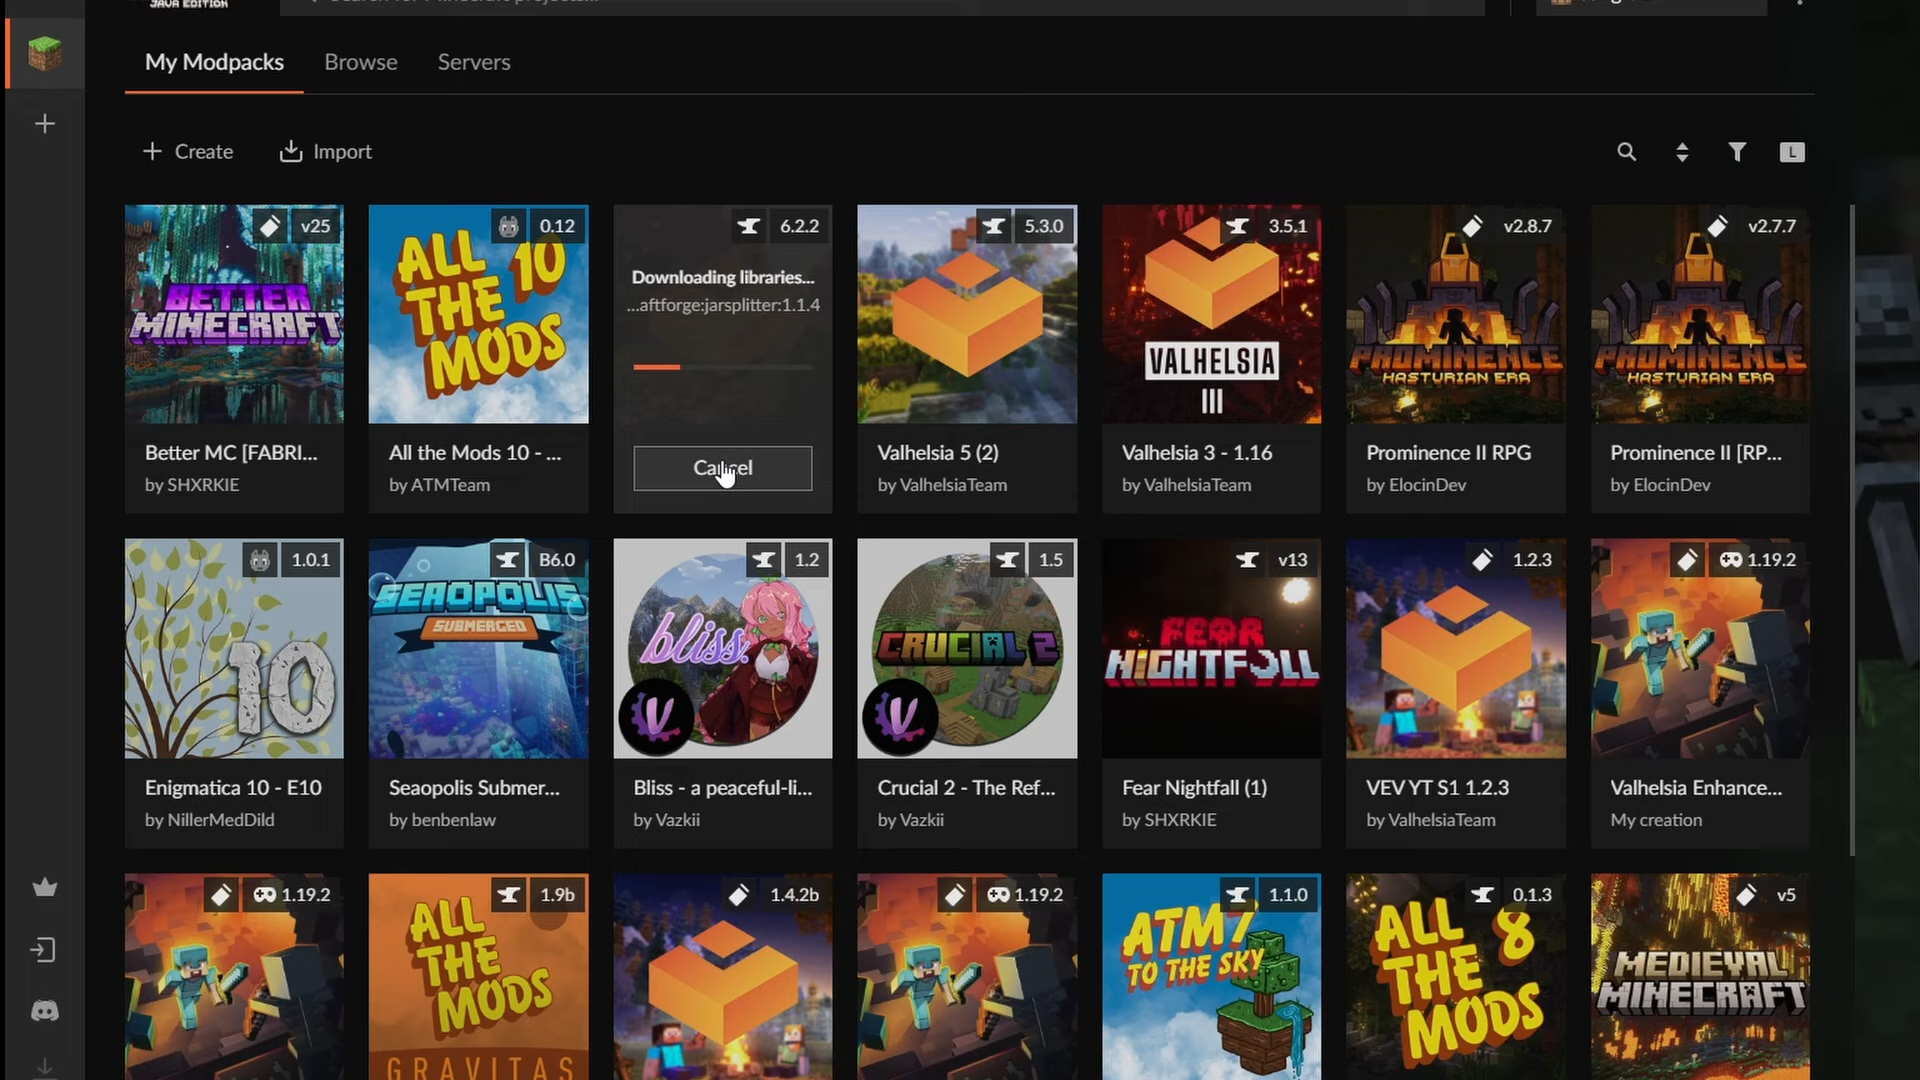 JAVA EDITION
My Modpacks
Browse
Servers
Create
Import
L
v25
BETTER
MINECRAFT
Better MC [FABRI...
by SHXRKIE
0.12
ALL
THE 10
MODS
All the Mods 10 - ...
by ATMTeam
6.2.2
Downloading libraries...
...aftforge:jarsplitter:1.1.4
Cancel
5.3.0
Valhelsia 5 (2)
by ValhelsiaTeam
3.5.1
VALHELSIA
III
Valhelsia 3 - 1.16
by ValhelsiaTeam
v2.8.7
PROMINENCE
HASTURIAN ERA
Prominence II RPG
by ElocinDev
v2.7.7
PROMINENCE
HASTURIAN ERA
Prominence II [RP...
by ElocinDev
1.0.1
10
Enigmatica 10 - E10
by NillerMedDild
B6.0
SEAOPOLIS
SUBMERGED
Seaopolis Submer...
by benbenlaw
1.2
bliss.
V
Bliss - a peaceful-li...
by Vazkii
1.5
CRUCIAL 2
V
Crucial 2 - The Ref...
by Vazkii
v13
FEAR
NIGHTFALL
Fear Nightfall (1)
by SHXRKIE
1.2.3
VEV YT S1 1.2.3
by ValhelsiaTeam
1.19.2
Valhelsia Enhance...
My creation
1.19.2
1.9b
ALL
THE
MODS
GRAVITAS
1.4.2b
1.19.2
1.1.0
ATM7
TO THE SKY
0.1.3
ALL
THE 8
MODS
v5
MEDIEVAL
MINECRAFT